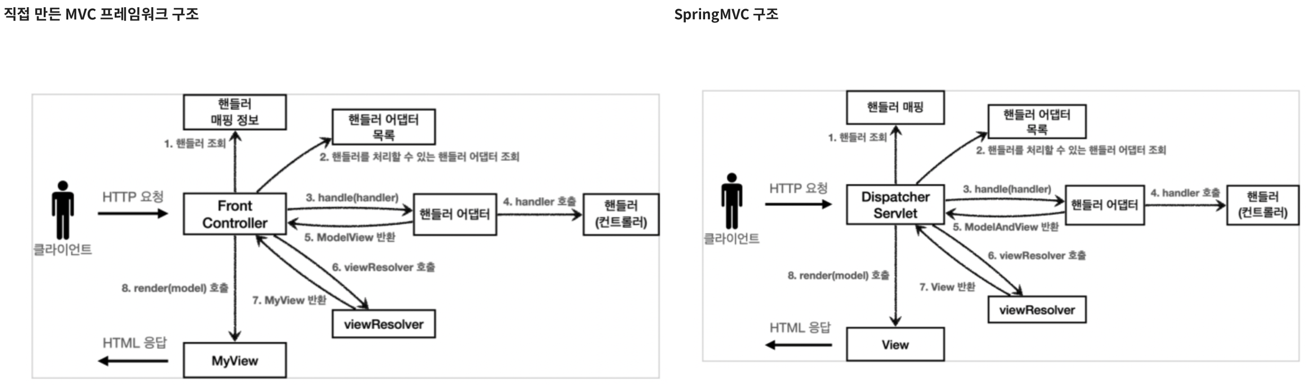 직접 만든 MVC 프레임워크 구조
핸들러
매핑 정보
핸들러 어댑터
목록
1. 핸들러 조회
2. 핸들러를 처리할 수 있는 핸들러 어댑터 조회
HTTP 요청
클라이언트
Front
Controller
3. handle(handler)
핸들러 어댑터
4. handler 호출
핸들러
(컨트롤러)
5. ModelView 반환
6. viewResolver 호출
8. render(model) 호출
7. MyView 반환
viewResolver
HTML 응답
MyView
SpringMVC 구조
핸들러 매핑
핸들러 어댑터
목록
1. 핸들러 조회
2. 핸들러를 처리할 수 있는 핸들러 어댑터 조회
HTTP 요청
클라이언트
Dispatcher
Servlet
3. handle(handler)
핸들러 어댑터
4. handler 호출
핸들러
(컨트롤러)
5. ModelAndView 반환
6. viewResolver 호출
8. render(model) 호출
7. View 반환
viewResolver
HTML 응답
View